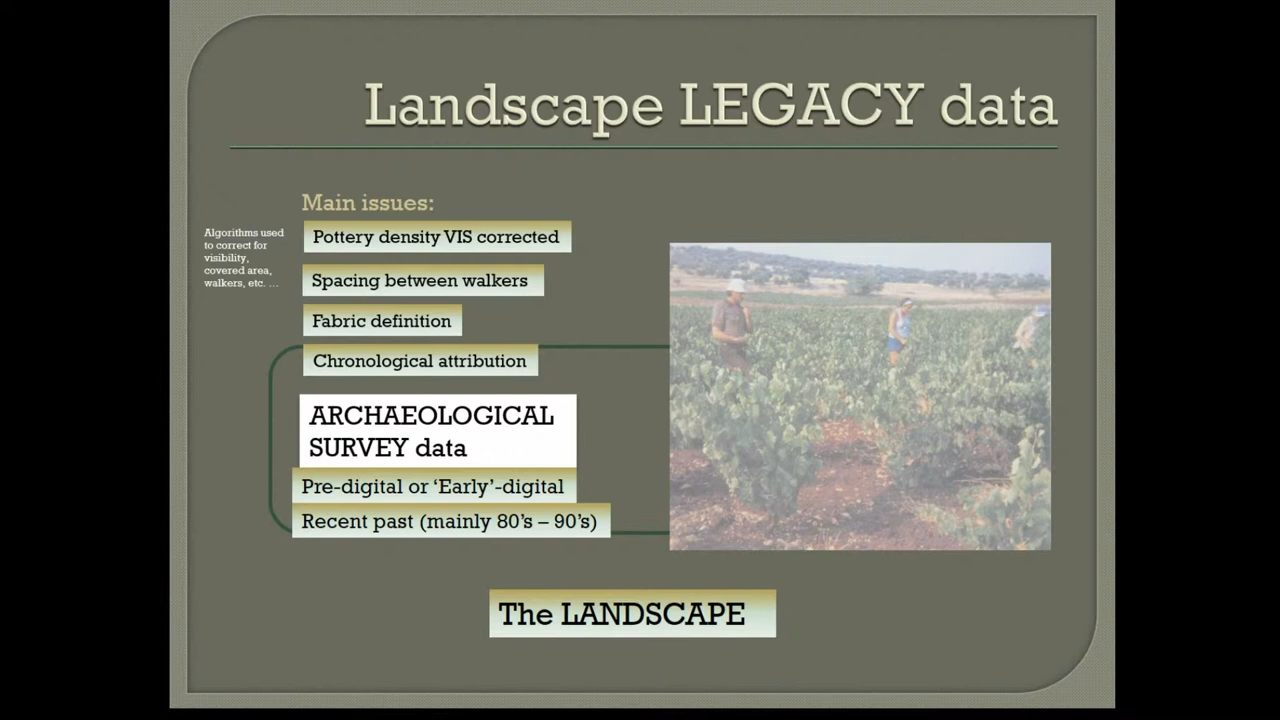 Landscape LEGACY data
Main issues:
Algorithms used
to correct for
visibility,
covered area,
walkers, etc. …
Pottery density VIS corrected
Spacing between walkers
Fabric definition
Chronological attribution
ARCHAEOLOGICAL
SURVEY data
Pre-digital or ‘Early’-digital
Recent past (mainly 80’s – 90’s)
The LANDSCAPE